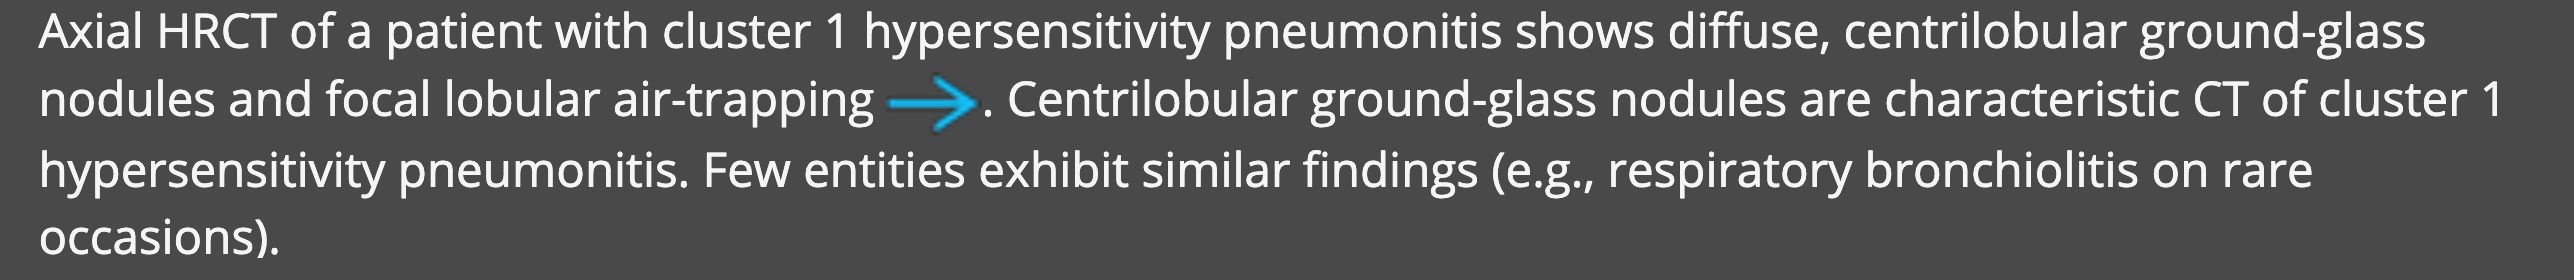 Axial HRCT of a patient with cluster 1 hypersensitivity pneumonitis shows diffuse, centrilobular ground-glass
nodules and focal lobular air-trapping →. Centrilobular ground-glass nodules are characteristic CT of cluster 1
hypersensitivity pneumonitis. Few entities exhibit similar findings (e.g., respiratory bronchiolitis on rare
occasions).